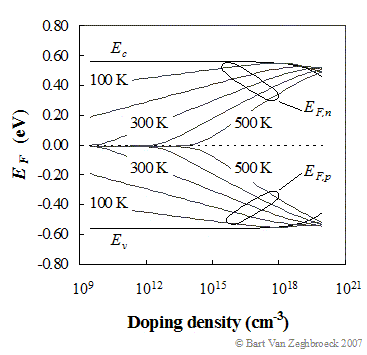 0.80
E_c
0.60
100 K
0.40
0.20
300 K
500 K
E_F,n
E_F (eV)
0.00
300 K
500 K
E_F,p
-0.20
100 K
-0.40
-0.60
E_v
-0.80
10^9 10^12 10^15 10^18 10^21
Doping density (cm^-3)
© Bart Van Zeghbroeck 2007